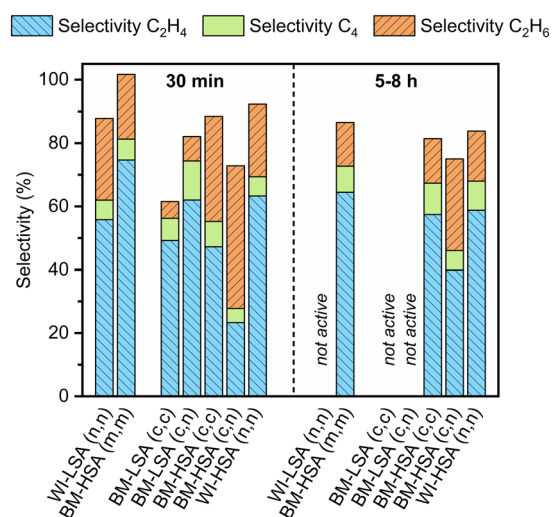 Selectivity C₂H₄ Selectivity C₄ Selectivity C₂H₆
30 min 5-8 h
Selectivity (%)
100
80
60
40
20
0
not active
not active
not active
WI-LSA (n,n)
BM-HSA (m,m)
BM-LSA (c,c)
BM-LSA (c,n)
BM-HSA (c,c)
BM-HSA (c,n)
WI-HSA (n,n)
WI-LSA (n,n)
BM-HSA (m,m)
BM-LSA (c,c)
BM-LSA (c,n)
BM-HSA (c,c)
BM-HSA (c,n)
WI-HSA (n,n)